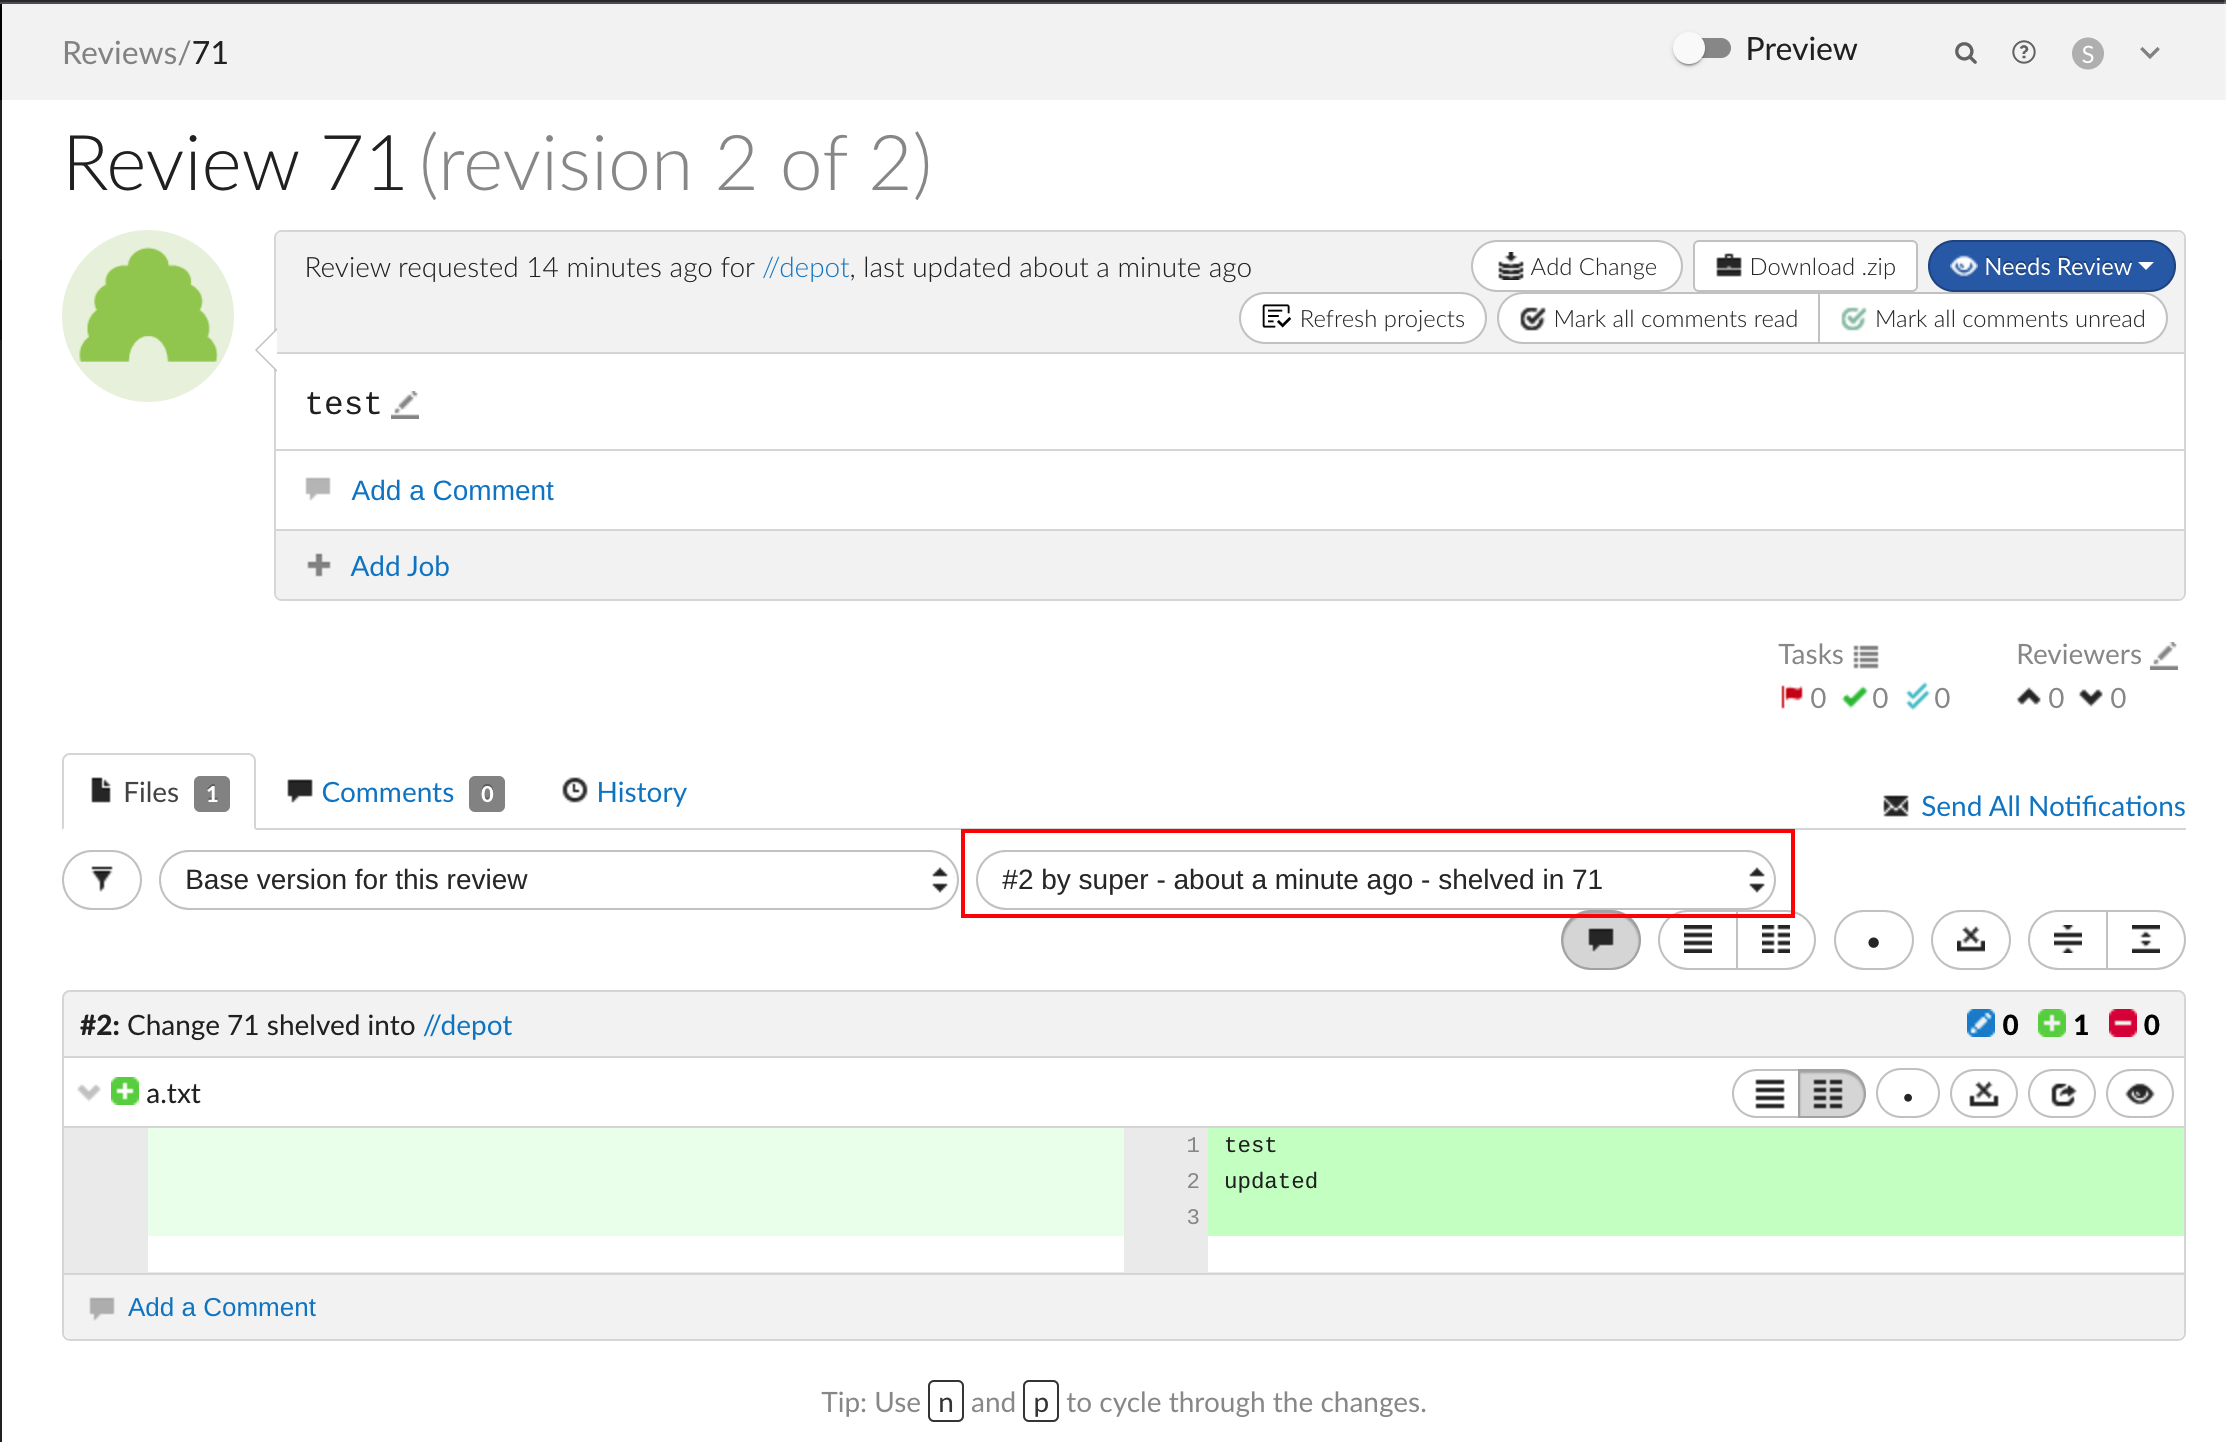 Reviews/71
Preview
S
Review 71 (revision 2 of 2)
Review requested 14 minutes ago for //depot, last updated about a minute ago
Add Change
Download .zip
Needs Review
Refresh projects
Mark all comments read
Mark all comments unread
test
Add a Comment
Add Job
Tasks
Reviewers
0 0 0
0 0
Files 1
Comments 0
History
Send All Notifications
Base version for this review
#2 by super - about a minute ago - shelved in 71
#2: Change 71 shelved into //depot
0 1 0
a.txt
1 test
2 updated
3
Add a Comment
Tip: Use n and p to cycle through the changes.